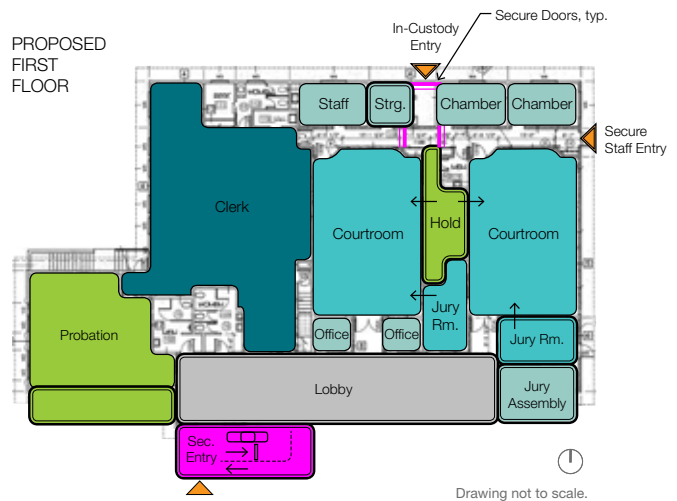 PROPOSED
FIRST
FLOOR
In-Custody
Entry
Secure Doors, typ.
Staff
Strg.
Chamber
Chamber
Secure
Staff Entry
Clerk
Courtroom
Hold
Courtroom
Probation
Office
Office
Jury
Rm.
Jury Rm.
Lobby
Jury
Assembly
Sec.
Entry
Drawing not to scale.